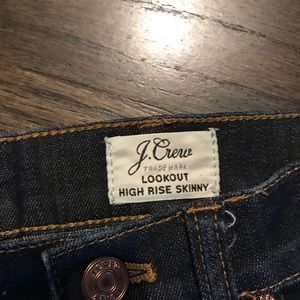 J.Crew
TRADE MARK
LOOKOUT
HIGH RISE SKINNY